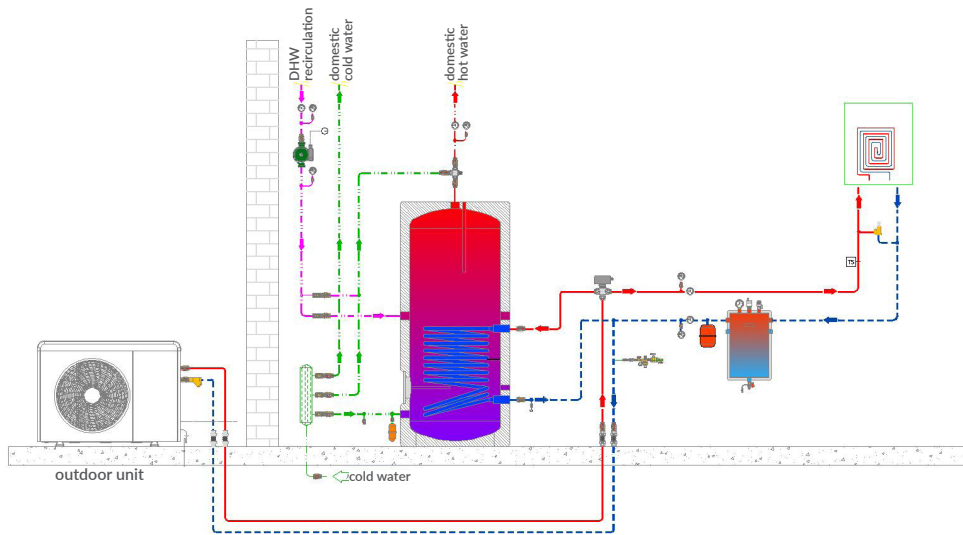 DHW
recirculation
domestic
cold water
domestic
hot water
TS
outdoor unit
cold water